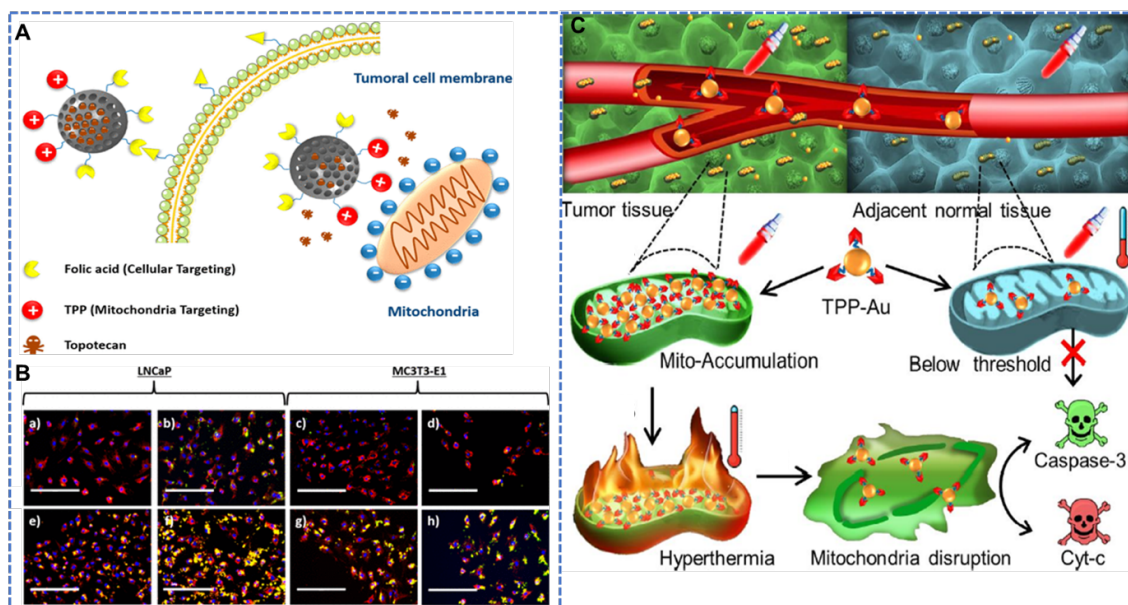 A
Tumoral cell membrane
Folic acid (Cellular Targeting)
TPP (Mitochondria Targeting)
Mitochondria
Topotecan
B
LNCaP
MC3T3-E1
a)
b)
c)
d)
e)
f)
g)
h)
C
Tumor tissue
Adjacent normal tissue
TPP-Au
Mito-Accumulation
Below threshold
Caspase-3
Hyperthermia
Mitochondria disruption
Cyt-c